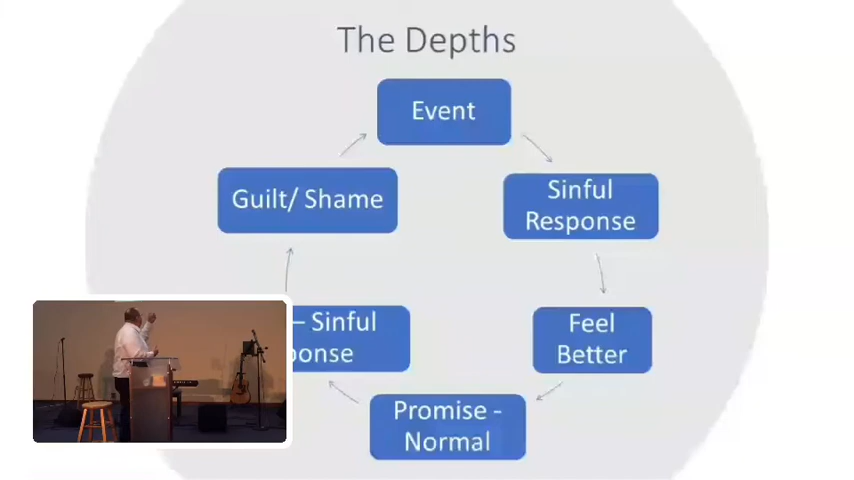 The Depths
Event
Sinful
Response
Feel
Better
Promise -
Normal
– Sinful
ponse
Guilt/ Shame